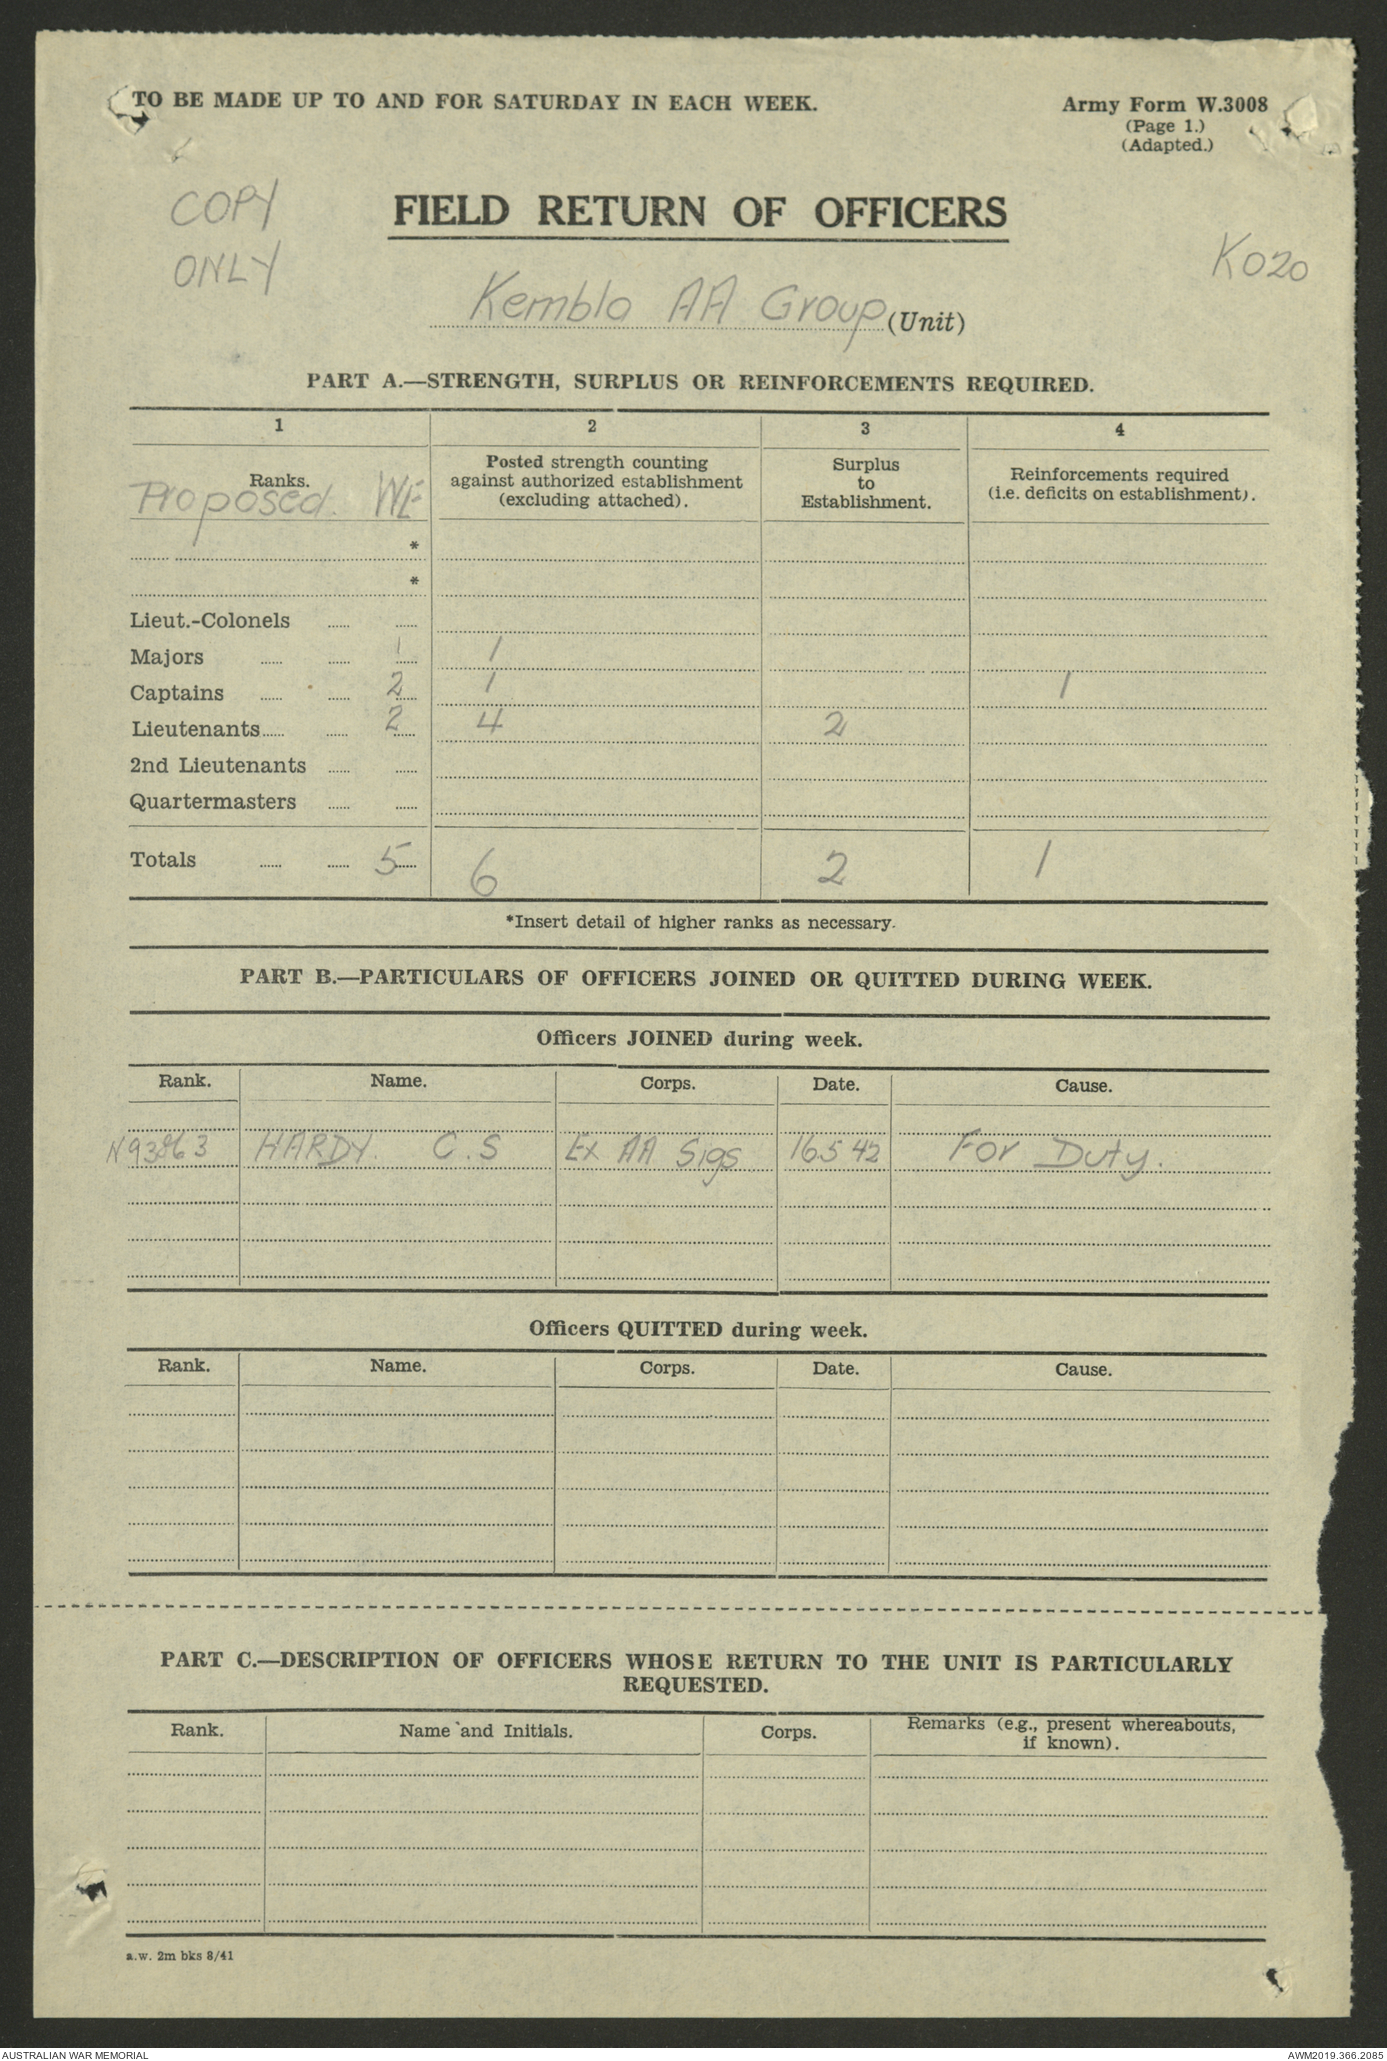 TO BE MADE UP TO AND FOR SATURDAY IN EACH WEEK.
Army Form W.3008
(Page 1.)
(Adapted.)
COPY
ONLY
FIELD RETURN OF OFFICERS
K020
Kembla AA Group (Unit)
PART A.—STRENGTH, SURPLUS OR REINFORCEMENTS REQUIRED.
1 2 3 4
Ranks.
Proposed WE
Posted strength counting
against authorized establishment
(excluding attached).
Surplus
to
Establishment.
Reinforcements required
(i.e. deficits on establishment).
*
*
Lieut.-Colonels
Majors 1 1
Captains 2 1 1
Lieutenants 2 4 2
2nd Lieutenants
Quartermasters
Totals 5 6 2 1
*Insert detail of higher ranks as necessary.
PART B.—PARTICULARS OF OFFICERS JOINED OR QUITTED DURING WEEK.
Officers JOINED during week.
Rank. Name. Corps. Date. Cause.
HARDY. C.S Ex AA Sigs 16 5 42 For Duty.
Officers QUITTED during week.
Rank. Name. Corps. Date. Cause.
PART C.—DESCRIPTION OF OFFICERS WHOSE RETURN TO THE UNIT IS PARTICULARLY
REQUESTED.
Rank. Name and Initials. Corps. Remarks (e.g., present whereabouts,
if known).
a.w. 2m bks 8/41
AUSTRALIAN WAR MEMORIAL
AWM2019.366.2085